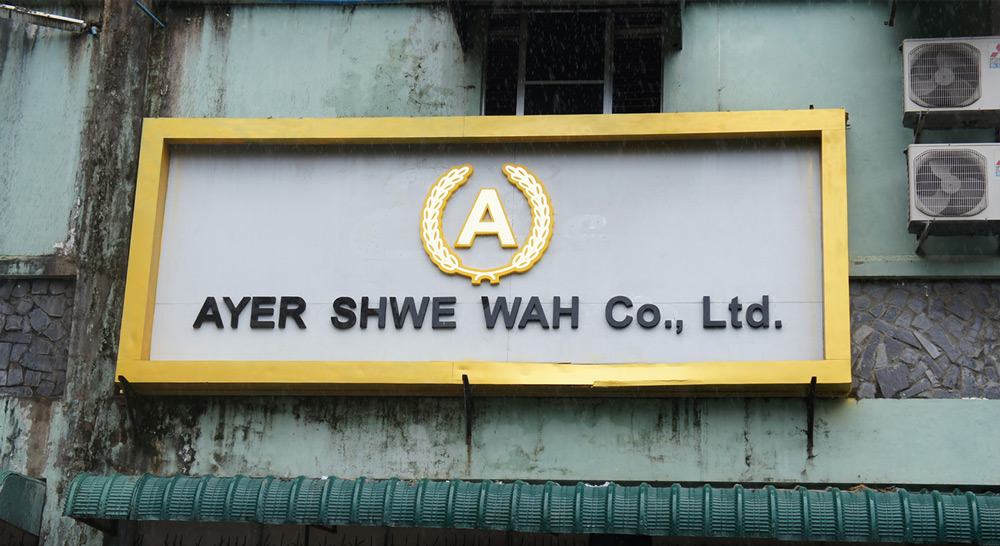 A
AYER SHWE WAH Co., Ltd.